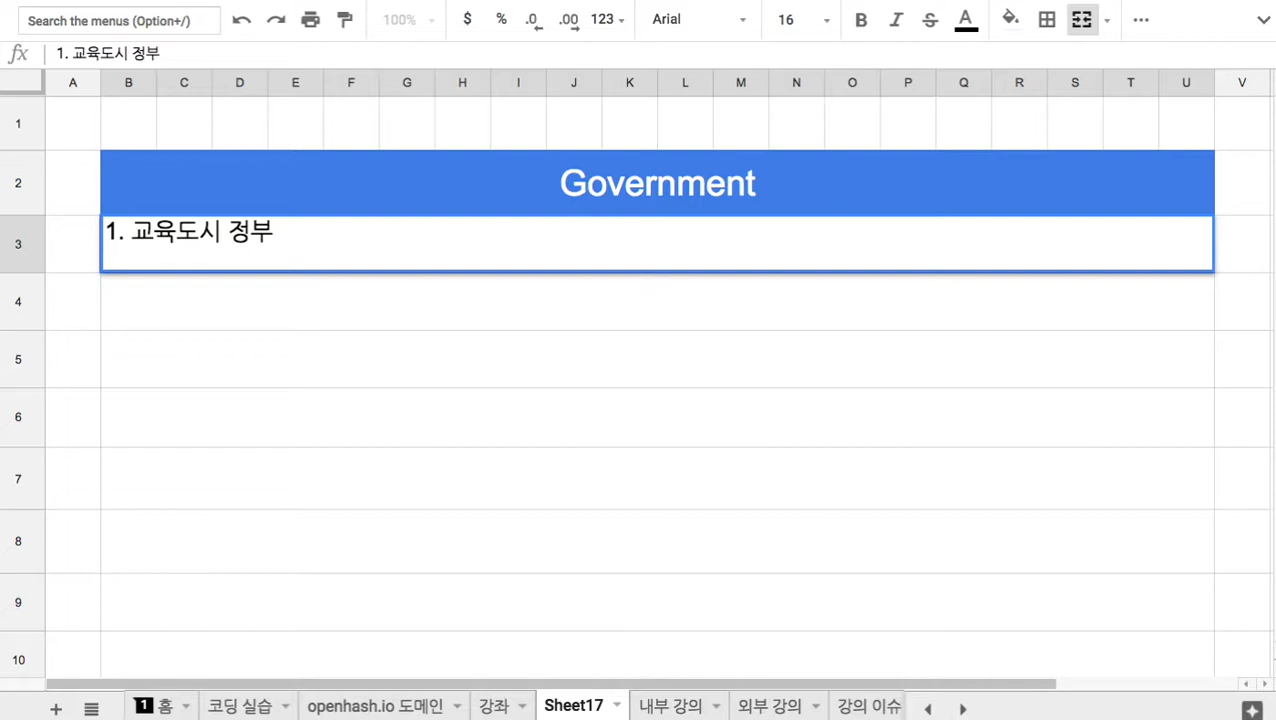 Search the menus (Option+/) 100% $ % .0 .00 123 Arial 16 B I S A
fx 1. 교육도시 정부
A B C D E F G H I J K L M N O P Q R S T U V
1
2 Government
3 1. 교육도시 정부
4
5
6
7
8
9
10
1 홈 코딩 실습 openhash.io 도메인 강좌 Sheet17 내부 강의 외부 강의 강의 이슈